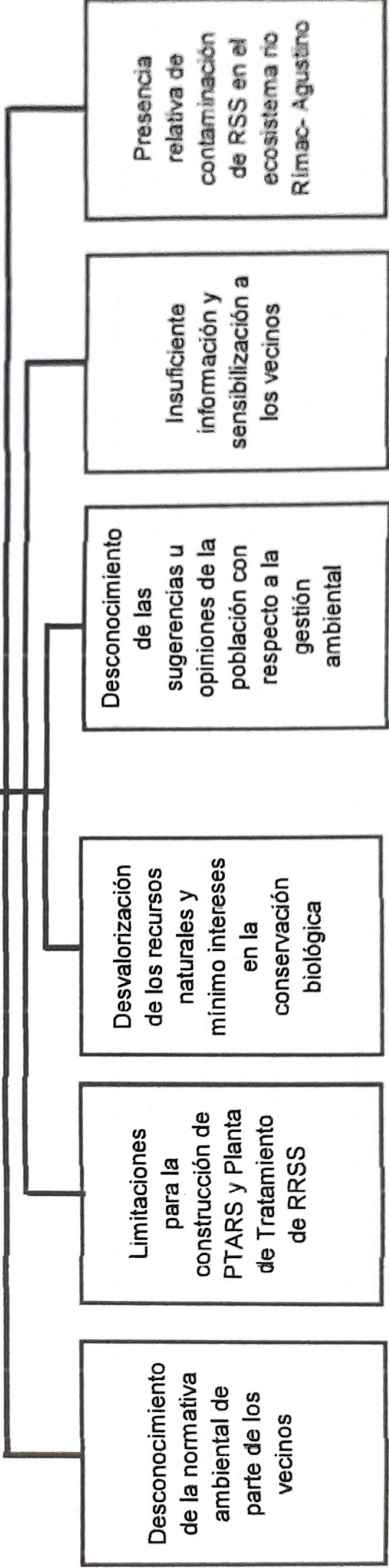 Desconocimiento
de la normativa
ambiental de
parte de los
vecinos
Limitaciones
para la
construcción de
PTARS y Planta
de Tratamiento
de RRSS
Desvalorización
de los recursos
naturales y
mínimo intereses
en la
conservación
biológica
Desconocimiento
de las
sugerencias u
opiniones de la
población con
respecto a la
gestión
ambiental
Insuficiente
información y
sensibilización a
los vecinos
Presencia
relativa de
contaminación
de RSS en el
ecosistema rio
Rimac- Agustino